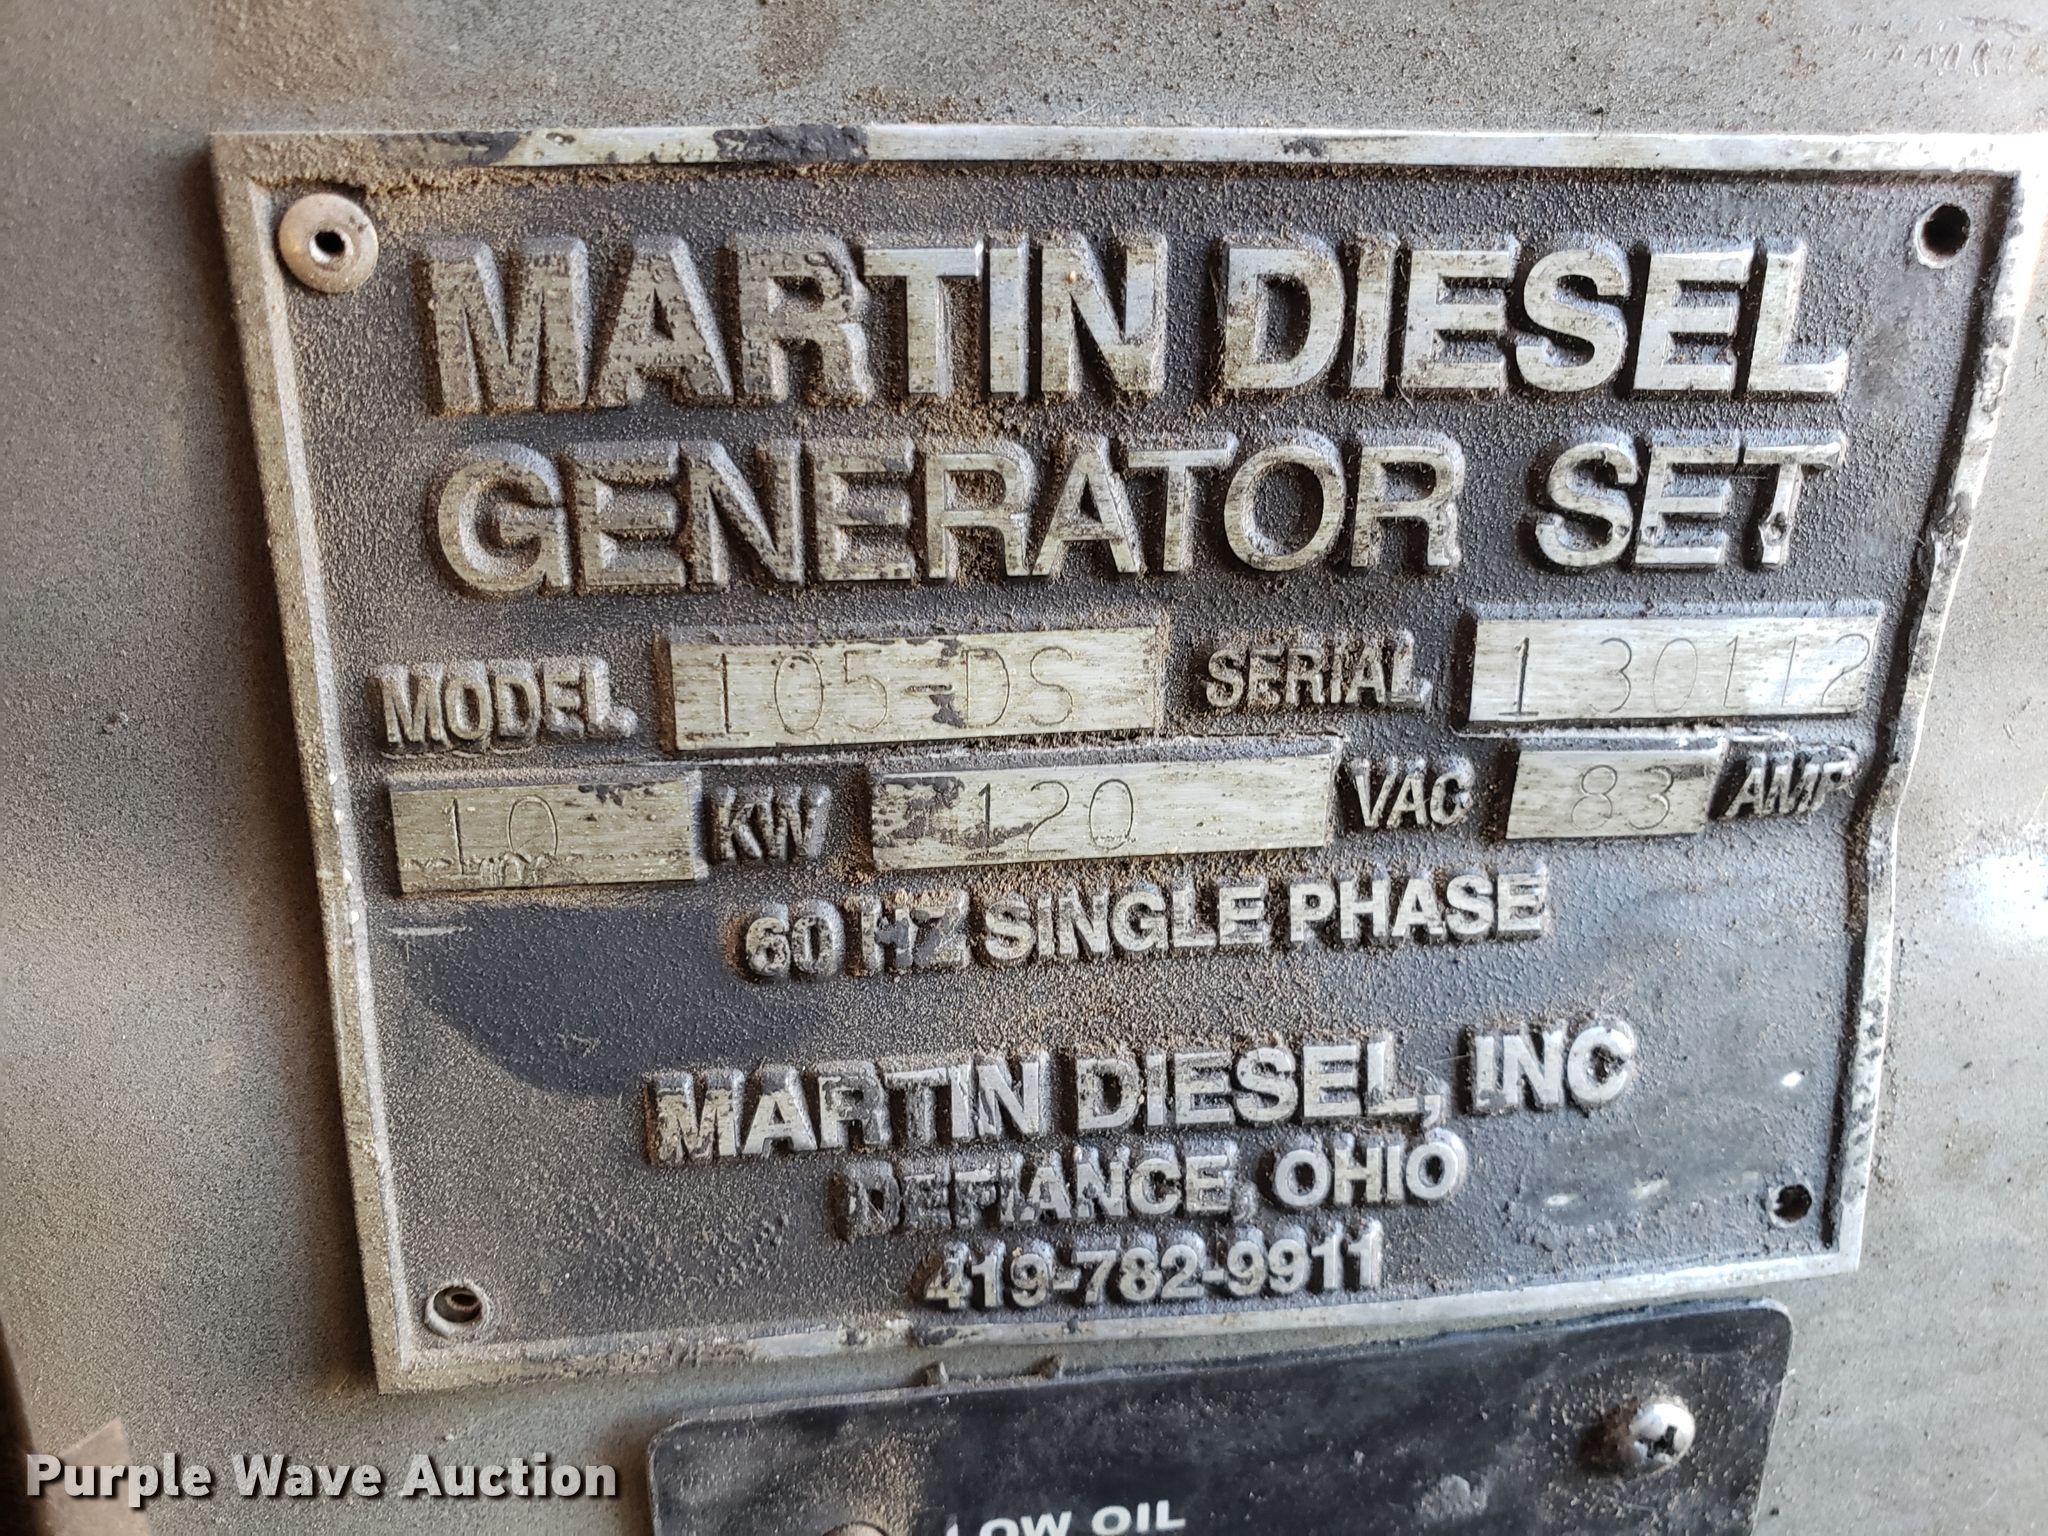 MARTIN DIESEL
GENERATOR SET
MODEL 105-DS SERIAL 130112
10 KW 120 VAC 83 AMP
60 HZ SINGLE PHASE
MARTIN DIESEL, INC
DEFIANCE, OHIO
419-782-9911
LOW OIL
Purple Wave Auction